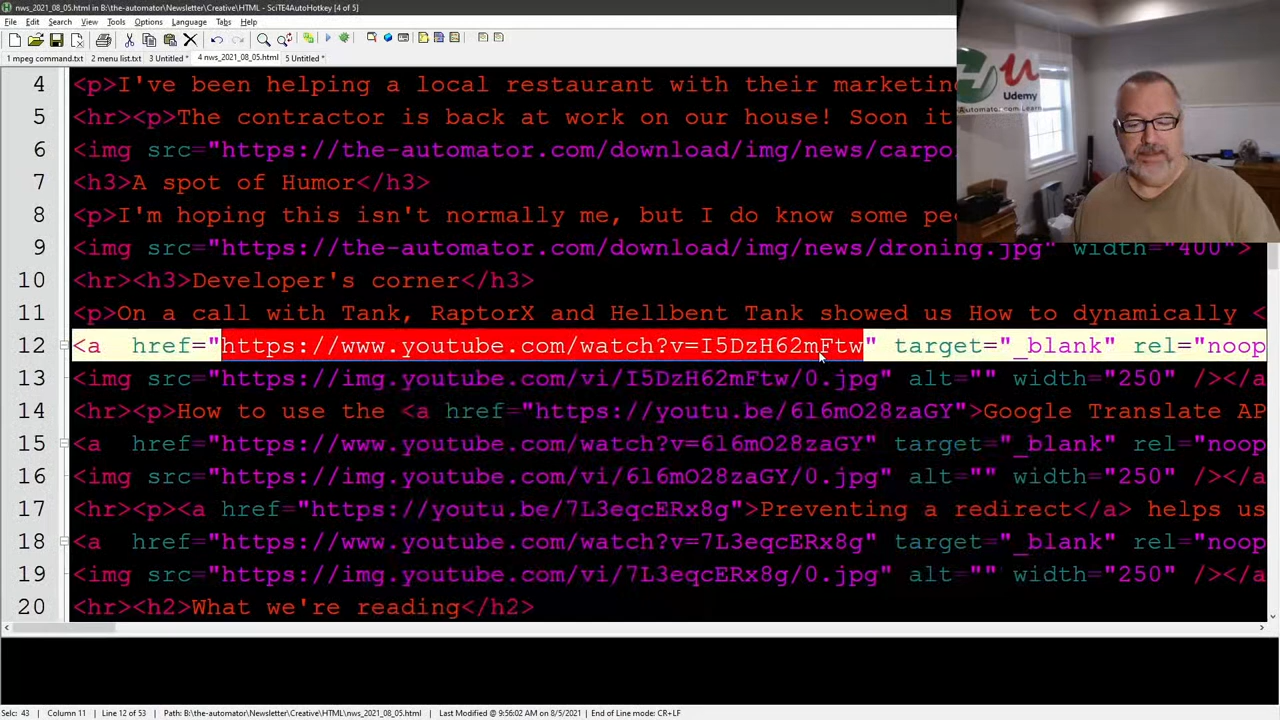 nws_2021_08_05.html in B:\the-automator\Newsletter\Creative\HTML - SciTE4AutoHotkey [4 of 5]
File Edit Search View Tools Options Language Tabs Help
1 mpeg command.txt 2 menu list.txt 3 Untitled * 4 nws_2021_08_05.html 5 Untitled *
4 <p>I've been helping a local restaurant with their marketing
5 <hr><p>The contractor is back at work on our house! Soon it
6 <img src="https://the-automator.com/download/img/news/carpo
7 <h3>A spot of Humor</h3>
8 <p>I'm hoping this isn't normally me, but I do know some peo
9 <img src="https://the-automator.com/download/img/news/droning.jpg" width="400">
10 <hr><h3>Developer's corner</h3>
11 <p>On a call with Tank, RaptorX and Hellbent Tank showed us How to dynamically <
12 <a  href="https://www.youtube.com/watch?v=I5DzH62mFtw" target="_blank" rel="noop
13 <img src="https://img.youtube.com/vi/I5DzH62mFtw/0.jpg" alt="" width="250" /></a
14 <hr><p>How to use the <a href="https://youtu.be/6l6mO28zaGY">Google Translate AP
15 <a  href="https://www.youtube.com/watch?v=6l6mO28zaGY" target="_blank" rel="noop
16 <img src="https://img.youtube.com/vi/6l6mO28zaGY/0.jpg" alt="" width="250" /></a
17 <hr><p><a href="https://youtu.be/7L3eqcERx8g">Preventing a redirect</a> helps us
18 <a  href="https://www.youtube.com/watch?v=7L3eqcERx8g" target="_blank" rel="noop
19 <img src="https://img.youtube.com/vi/7L3eqcERx8g/0.jpg" alt="" width="250" /></a
20 <hr><h2>What we're reading</h2>
Udemy
Automator.com/Learn
Selc: 43 Column 11 Line 12 of 53 Path: B:\the-automator\Newsletter\Creative\HTML\nws_2021_08_05.html Last Modified @ 9:56:02 AM on 8/5/2021 End of Line mode: CR+LF